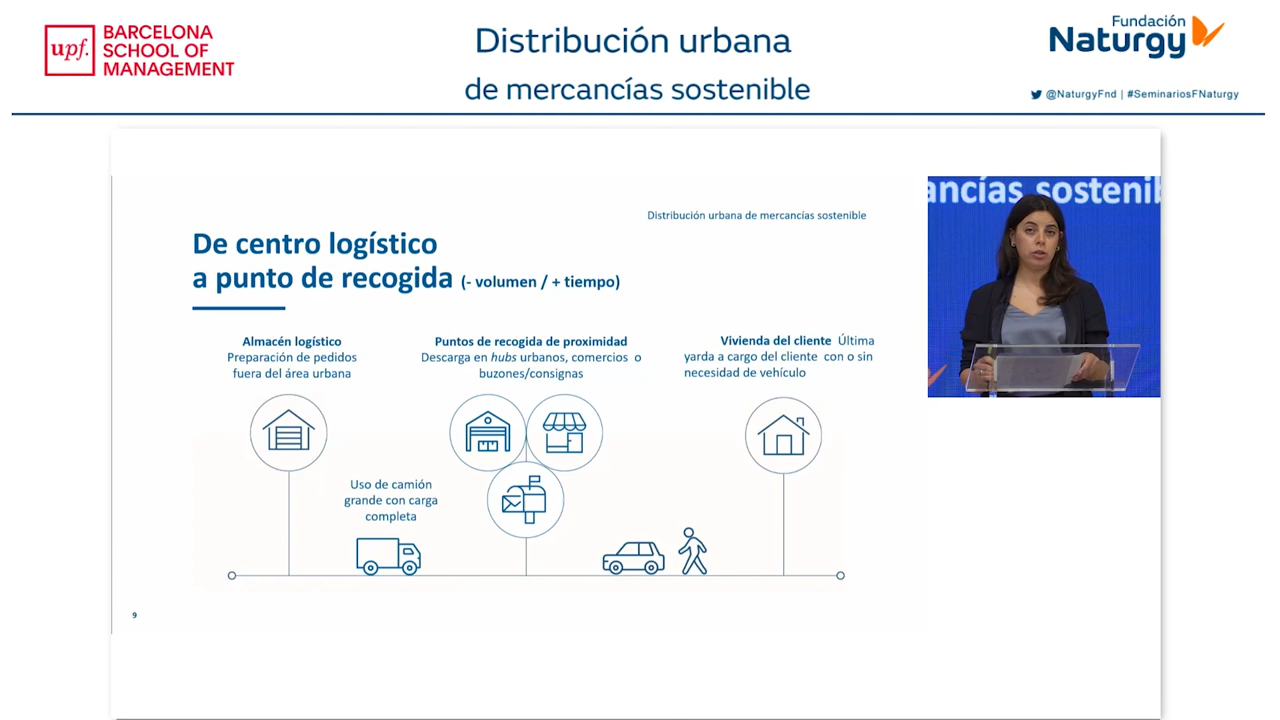 upf.
BARCELONA
SCHOOL OF
MANAGEMENT
Distribución urbana
de mercancías sostenible
Fundación
Naturgy
@NaturgyFnd | #SeminariosFNaturgy
Distribución urbana de mercancías sostenible
De centro logístico
a punto de recogida (- volumen / + tiempo)
Almacén logístico
Preparación de pedidos
fuera del área urbana
Puntos de recogida de proximidad
Descarga en hubs urbanos, comercios o
buzones/consignas
Vivienda del cliente Última
yarda a cargo del cliente con o sin
necesidad de vehículo
Uso de camión
grande con carga
completa
9
ancías sostenib